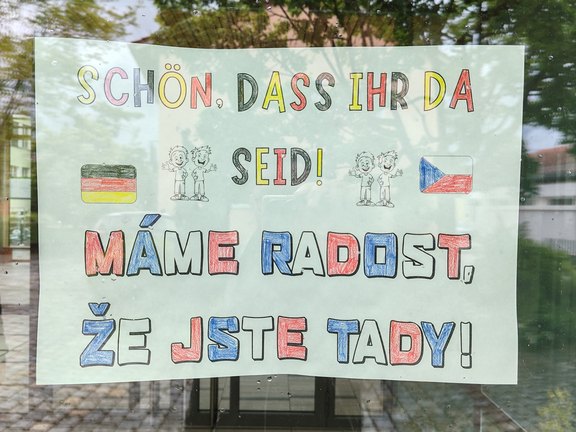 SCHÖN, DASS IHR DA
SEID!
MÁME RADOST,
ŽE JSTE TADY!